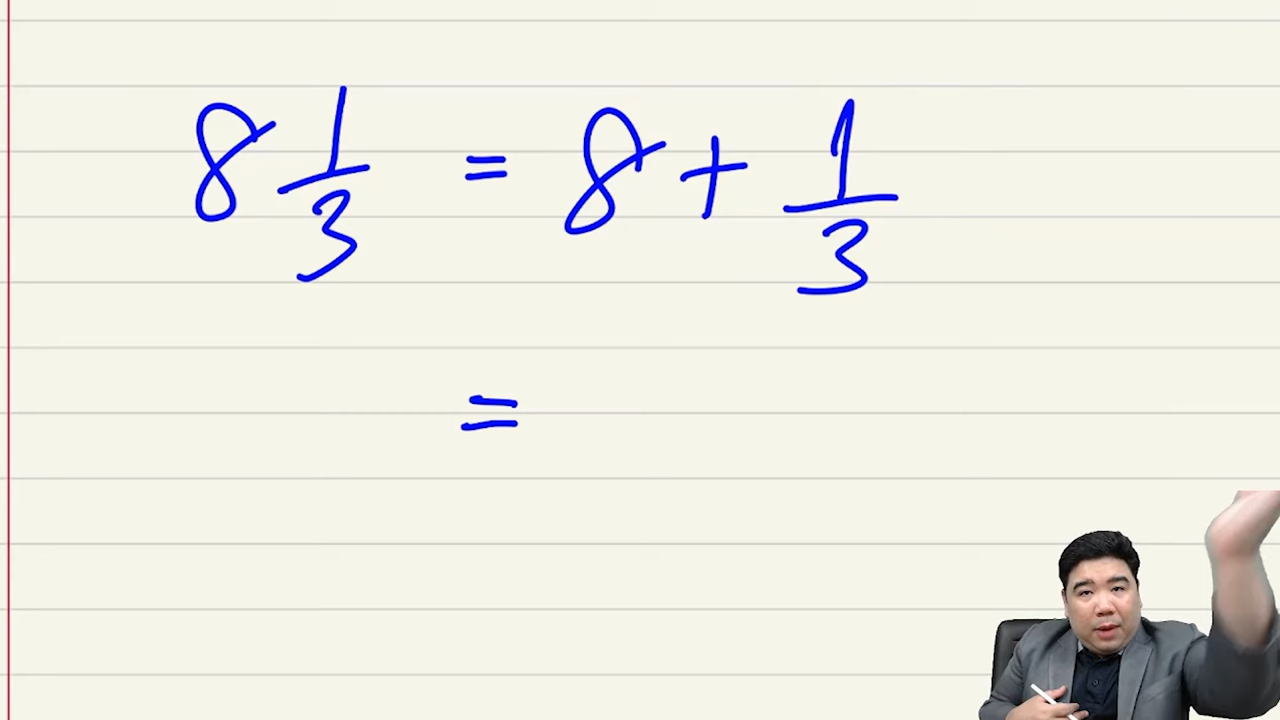 8 1/3 = 8 + 1/3
=